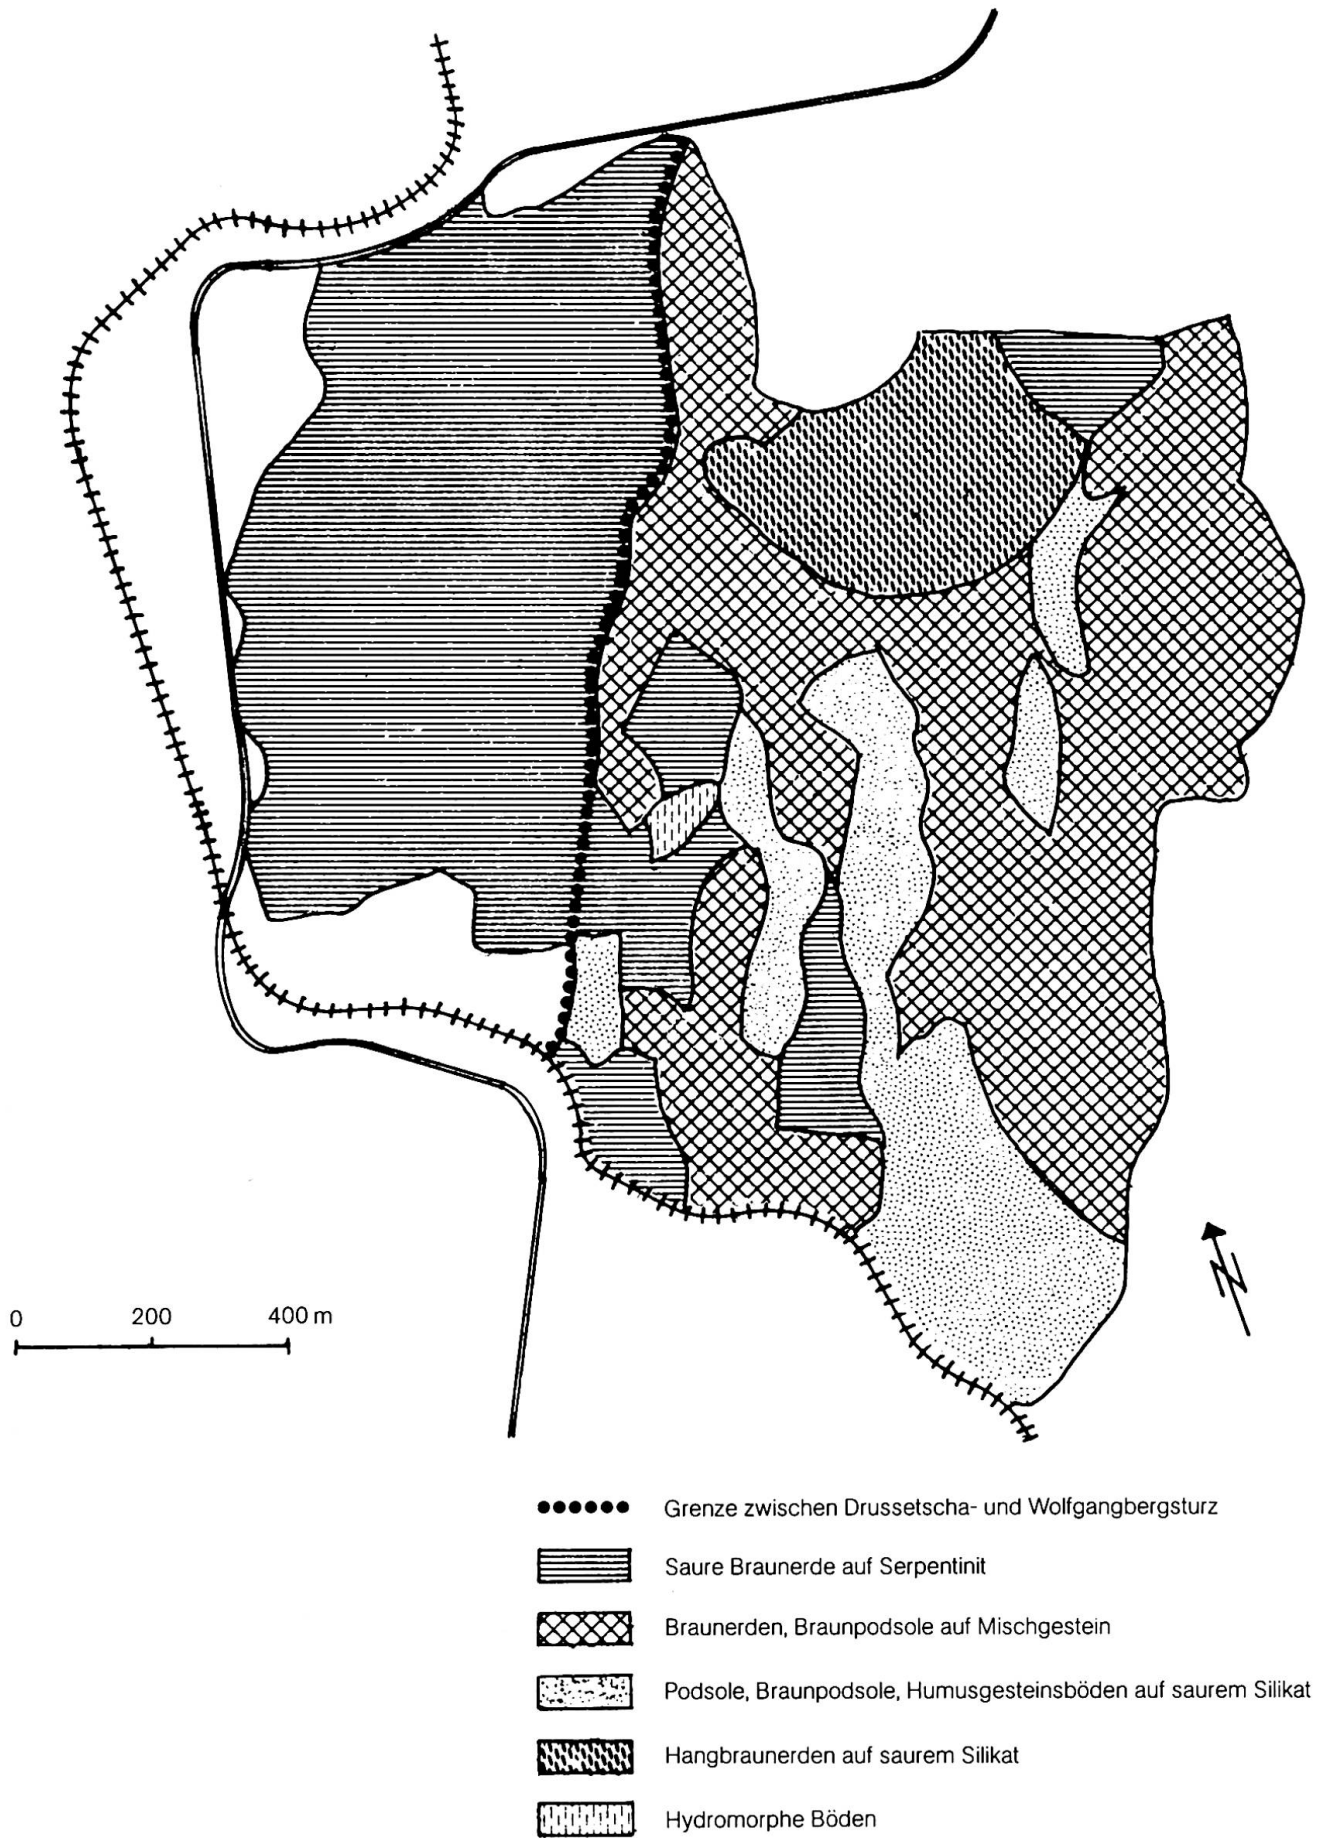 0 200 400 m
Grenze zwischen Drussetscha- und Wolfgangbergsturz
Saure Braunerde auf Serpentinit
Braunerden, Braunpodsole auf Mischgestein
Podsole, Braunpodsole, Humusgesteinsböden auf saurem Silikat
Hangbraunerden auf saurem Silikat
Hydromorphe Böden